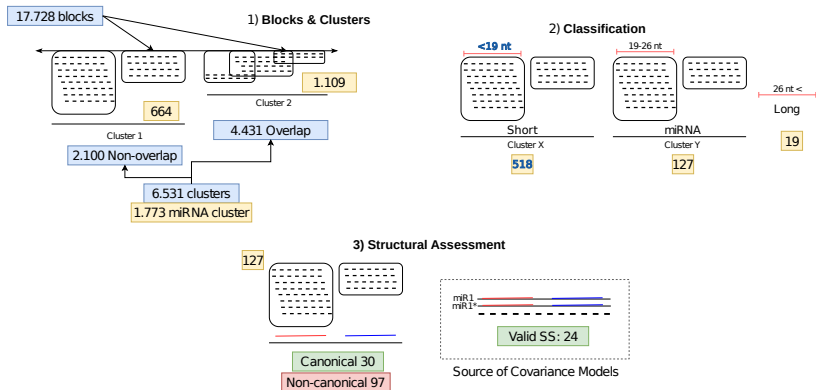 17.728 blocks
1) Blocks & Clusters
664
1.109
Cluster 1
Cluster 2
4.431 Overlap
2.100 Non-overlap
6.531 clusters
1.773 miRNA cluster
2) Classification
<19 nt
19-26 nt
26 nt <
Short
miRNA
Long
Cluster X
Cluster Y
518
127
19
3) Structural Assessment
127
miR1
miR1*
Valid SS: 24
Canonical 30
Non-canonical 97
Source of Covariance Models